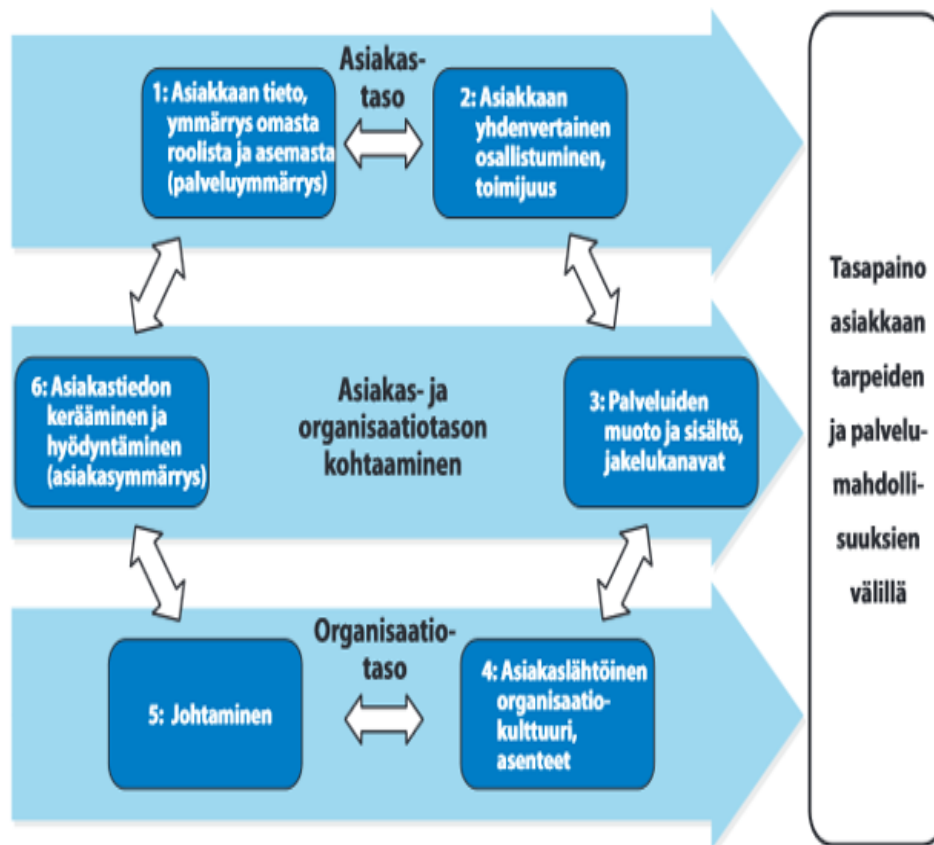 Asiakas-
taso
1: Asiakkaan tieto,
ymmärrys omasta
roolista ja asemasta
(palveluymmärrys)
2: Asiakkaan
yhdenvertainen
osallistuminen,
toimijuus
6: Asiakastiedon
kerääminen ja
hyödyntäminen
(asiakasymmärrys)
Asiakas- ja
organisaatiotason
kohtaaminen
3: Palveluiden
muoto ja sisältö,
jakelukanavat
Organisaatio-
taso
5: Johtaminen
4: Asiakaslähtöinen
organisaatio-
kulttuuri,
asenteet
Tasapaino
asiakkaan
tarpeiden
ja palvelu-
mahdolli-
suuksien
välillä